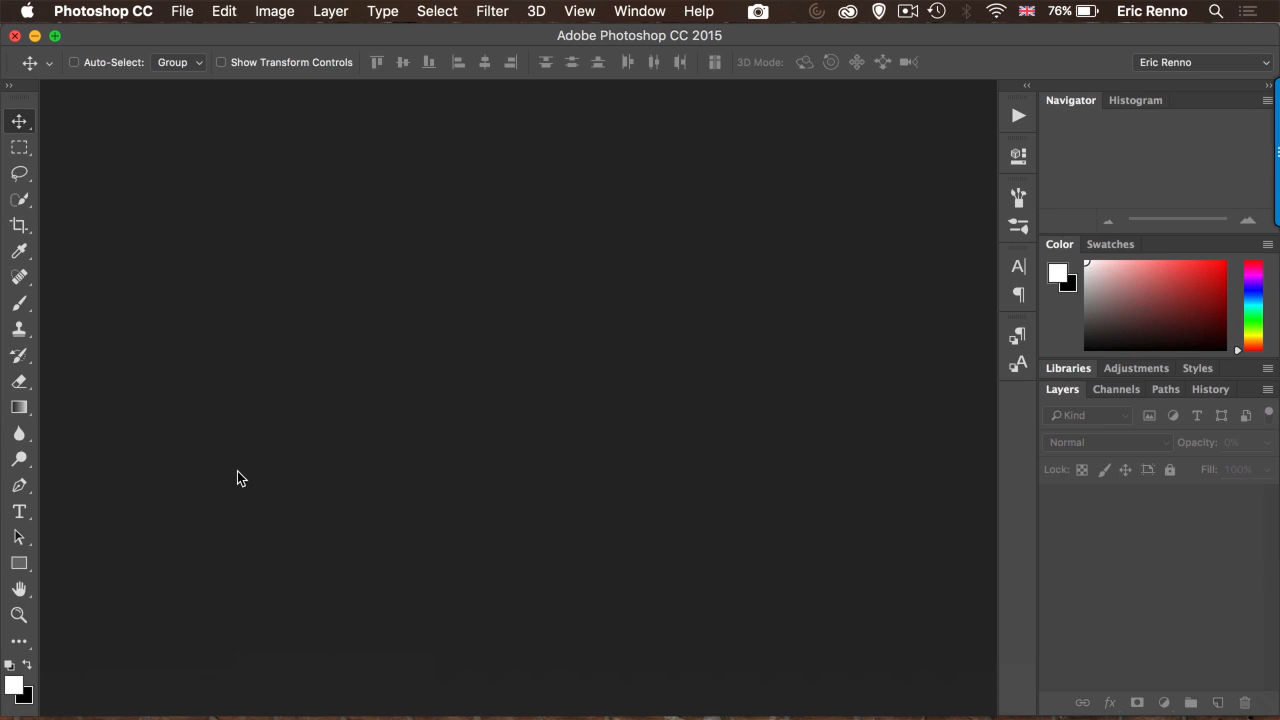 Photoshop CC File Edit Image Layer Type Select Filter 3D View Window Help 76% Eric Renno
Adobe Photoshop CC 2015
Auto-Select: Group Show Transform Controls 3D Mode: Eric Renno
Navigator Histogram
Color Swatches
Libraries Adjustments Styles
Layers Channels Paths History
Kind
Normal Opacity: 0%
Lock: Fill: 100%